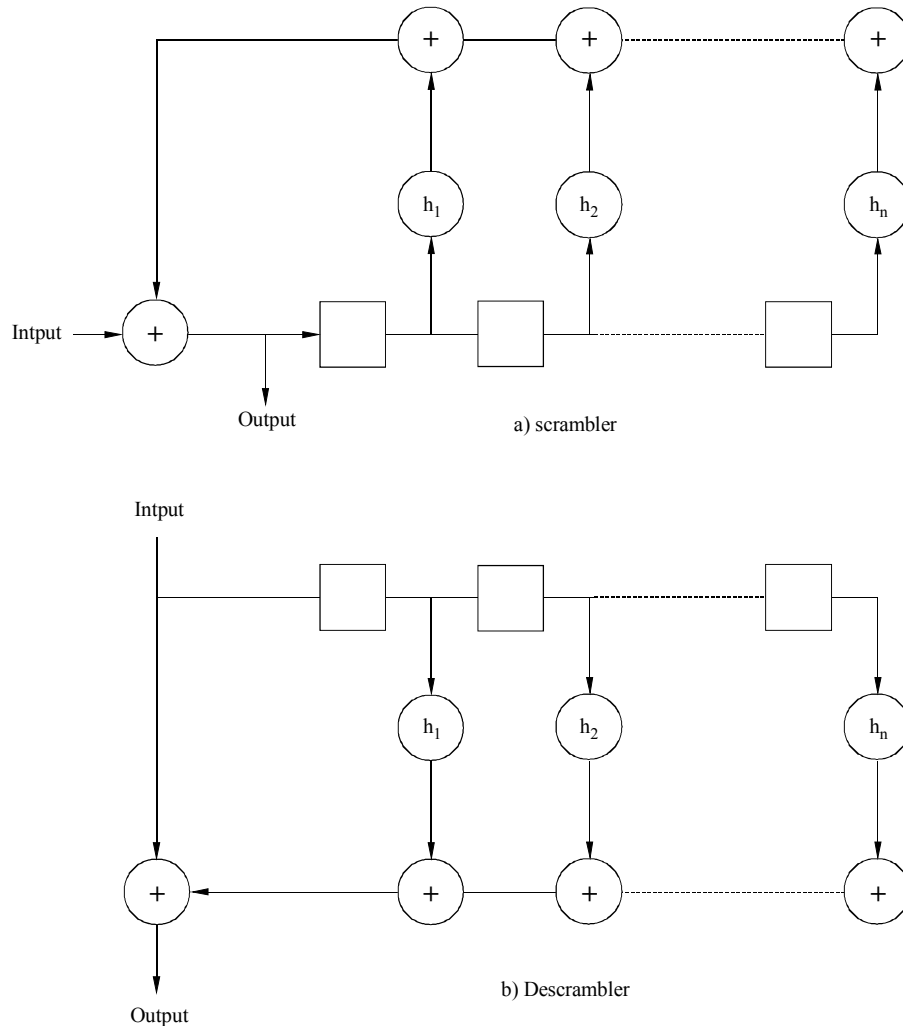 + + +
h1 h2 hn
Intput +
Output
a) scrambler
Intput
h1 h2 hn
+ + + +
b) Descrambler
Output